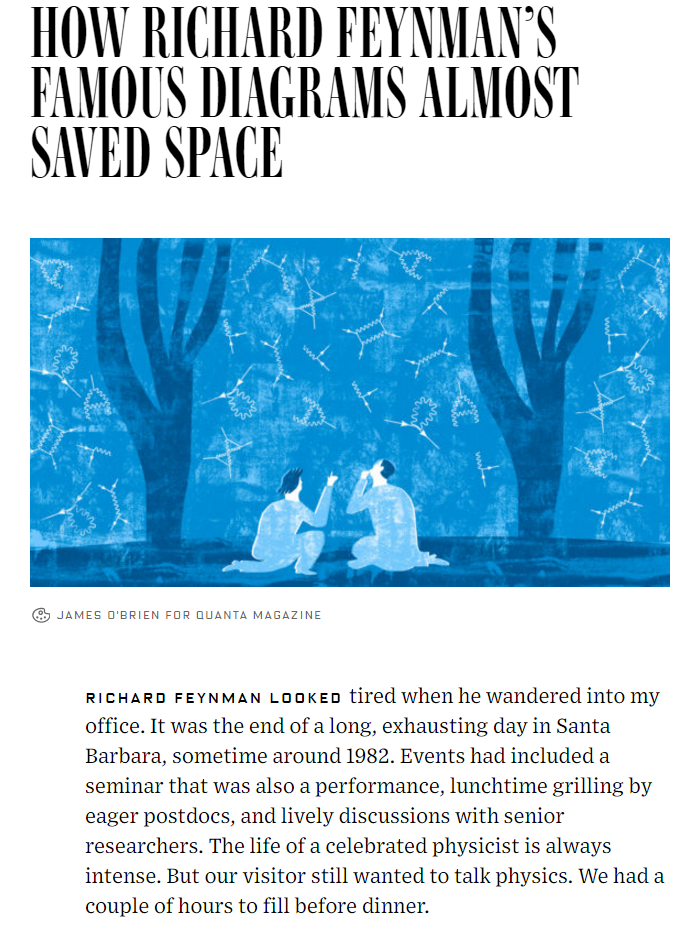 HOW RICHARD FEYNMAN’S
FAMOUS DIAGRAMS ALMOST
SAVED SPACE
JAMES O'BRIEN FOR QUANTA MAGAZINE
RICHARD FEYNMAN LOOKED tired when he wandered into my
office. It was the end of a long, exhausting day in Santa
Barbara, sometime around 1982. Events had included a
seminar that was also a performance, lunchtime grilling by
eager postdocs, and lively discussions with senior
researchers. The life of a celebrated physicist is always
intense. But our visitor still wanted to talk physics. We had a
couple of hours to fill before dinner.